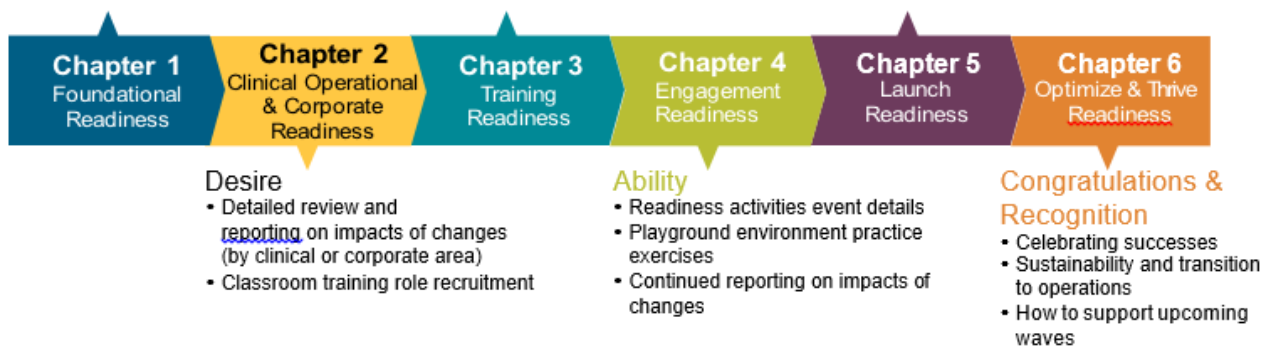 Chapter 1
Foundational
Readiness
Chapter 2
Clinical Operational
& Corporate
Readiness
Chapter 3
Training
Readiness
Chapter 4
Engagement
Readiness
Chapter 5
Launch
Readiness
Chapter 6
Optimize & Thrive
Readiness
Desire
• Detailed review and
reporting on impacts of changes
(by clinical or corporate area)
• Classroom training role recruitment
Ability
• Readiness activities event details
• Playground environment practice
exercises
• Continued reporting on impacts of
changes
Congratulations &
Recognition
• Celebrating successes
• Sustainability and transition
to operations
• How to support upcoming
waves